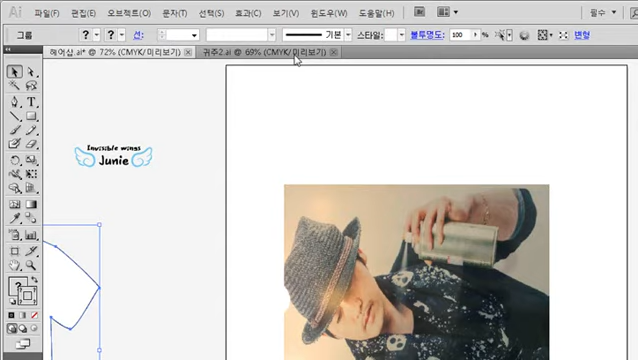 Ai 파일(F) 편집(E) 오브젝트(O) 문자(T) 선택(S) 효과(C) 보기(V) 윈도우(W) 도움말(H) Br 필수
그룹 ? ? 선: 기본 스타일: 불투명도: 100 % 변형
헤어샵.ai* @ 72% (CMYK/미리보기) 귀주2.ai @ 69% (CMYK/미리보기)
Invisible wings
Junie
T
?